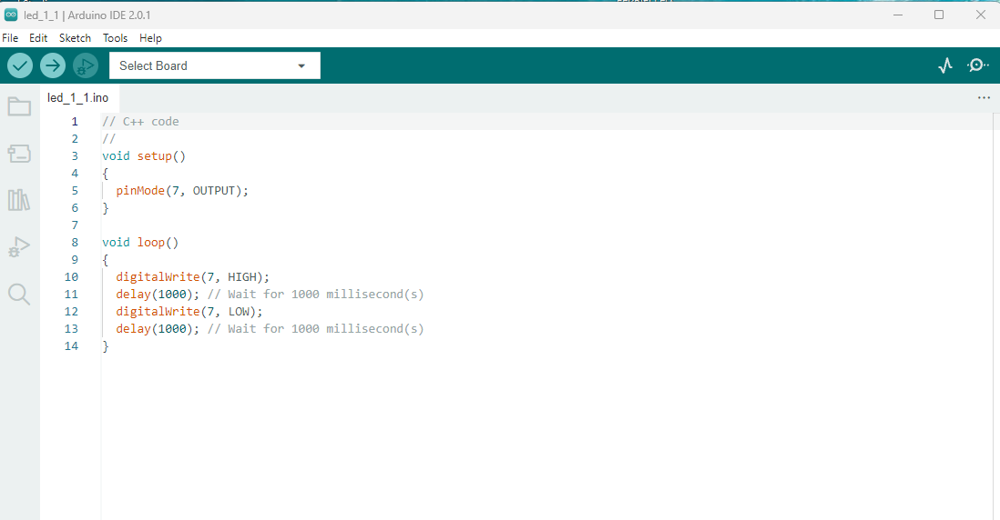 led_1_1 | Arduino IDE 2.0.1
File Edit Sketch Tools Help
Select Board
led_1_1.ino
1 // C++ code
2 //
3 void setup()
4 {
5 pinMode(7, OUTPUT);
6 }
7
8 void loop()
9 {
10 digitalWrite(7, HIGH);
11 delay(1000); // Wait for 1000 millisecond(s)
12 digitalWrite(7, LOW);
13 delay(1000); // Wait for 1000 millisecond(s)
14 }